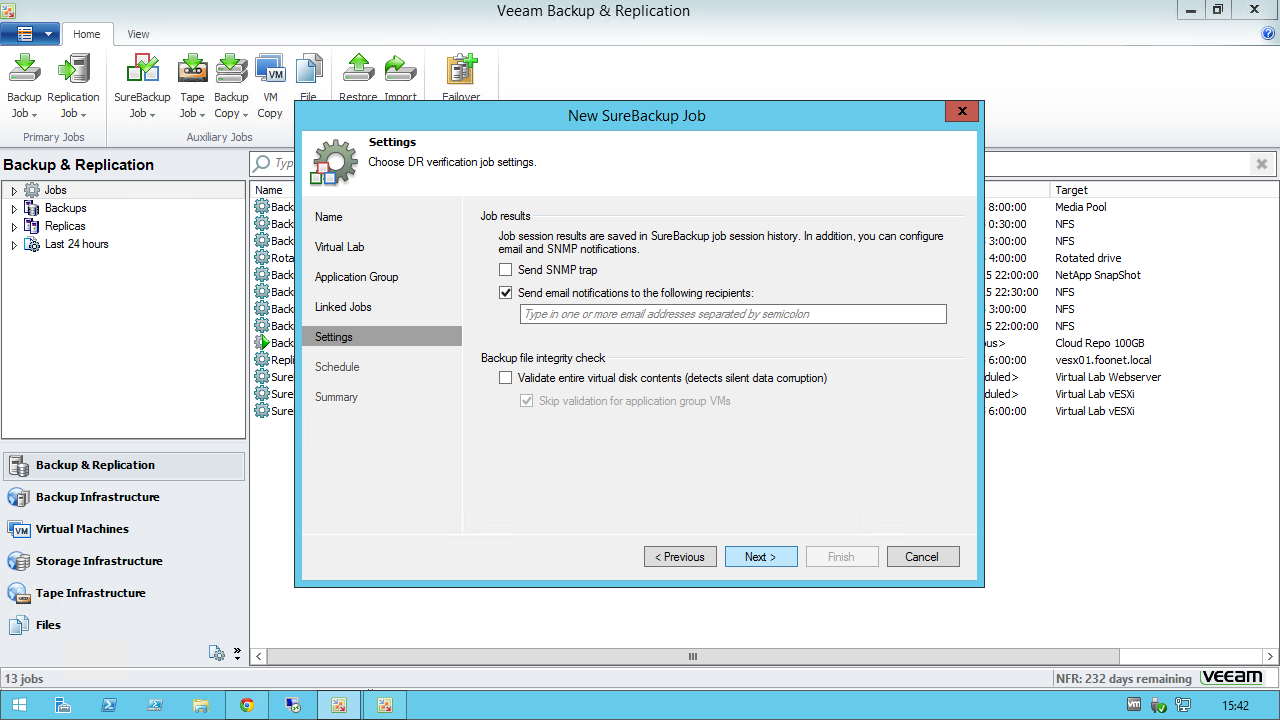 Veeam Backup & Replication
Home
View
Backup Job
Replication Job
SureBackup Job
Tape Job
Backup Copy
VM Copy
File
Restore
Import
Failover
Primary Jobs
Auxiliary Jobs
New SureBackup Job
Settings
Choose DR verification job settings.
Backup & Replication
Jobs
Backups
Replicas
Last 24 hours
Name
Virtual Lab
Application Group
Linked Jobs
Settings
Schedule
Summary
Job results
Job session results are saved in SureBackup job session history. In addition, you can configure
email and SNMP notifications.
Send SNMP trap
Send email notifications to the following recipients:
Type in one or more email addresses separated by semicolon
Backup file integrity check
Validate entire virtual disk contents (detects silent data corruption)
Skip validation for application group VMs
< Previous
Next >
Finish
Cancel
Typ
Name
Target
Back
8:00:00
Media Pool
Back
0:30:00
NFS
Back
3:00:00
NFS
Rota
4:00:00
Rotated drive
Back
5 22:00:00
NetApp SnapShot
Back
5 22:30:00
NFS
Back
3:00:00
NFS
Back
5 22:00:00
NFS
Back
ous>
Cloud Repo 100GB
Repli
6:00:00
vesx01.foonet.local
Sure
duled>
Virtual Lab Webserver
Sure
duled>
Virtual Lab vESXi
Sure
6:00:00
Virtual Lab vESXi
Backup & Replication
Backup Infrastructure
VM
Virtual Machines
Storage Infrastructure
Tape Infrastructure
Files
13 jobs
NFR: 232 days remaining
veeam
vm
15:42